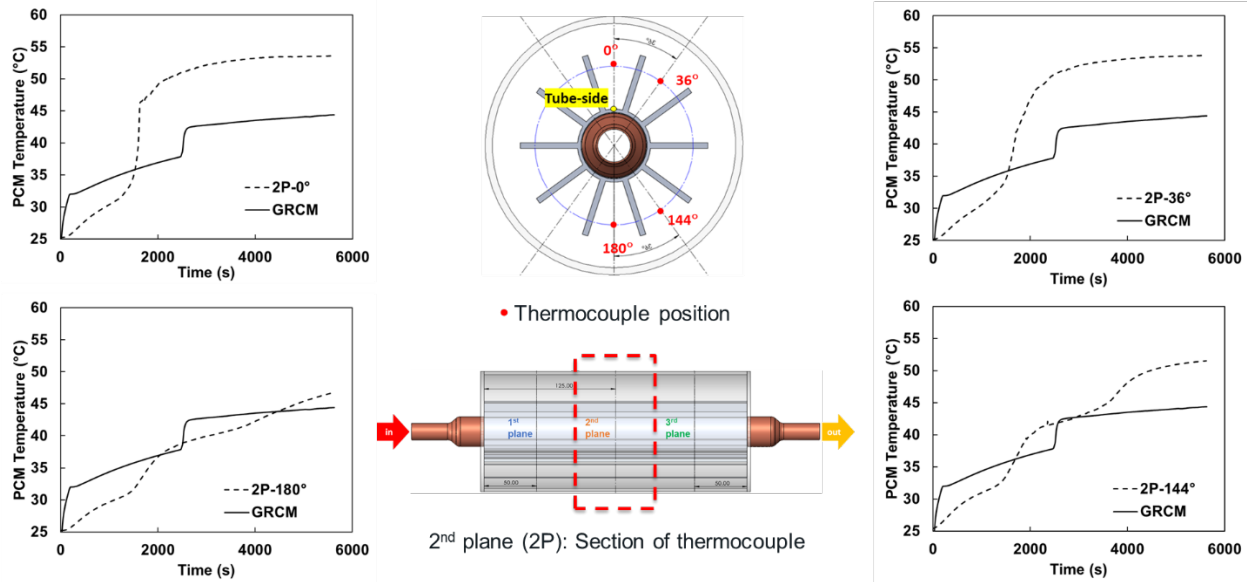 60
55
50
45
40
35
30
25
PCM Temperature (°C)
2P-0°
GRCM
0
2000
4000
6000
Time (s)
0°
36°
36°
Tube-side
144°
180°
36°
60
55
50
45
40
35
30
25
PCM Temperature (°C)
2P-36°
GRCM
0
2000
4000
6000
Time (s)
60
55
50
45
40
35
30
25
PCM Temperature (°C)
2P-180°
GRCM
0
2000
4000
6000
Time (s)
• Thermocouple position
125.00
in
1st plane
2nd plane
3rd plane
out
50.00
50.00
2nd plane (2P): Section of thermocouple
60
55
50
45
40
35
30
25
PCM Temperature (°C)
2P-144°
GRCM
0
2000
4000
6000
Time (s)